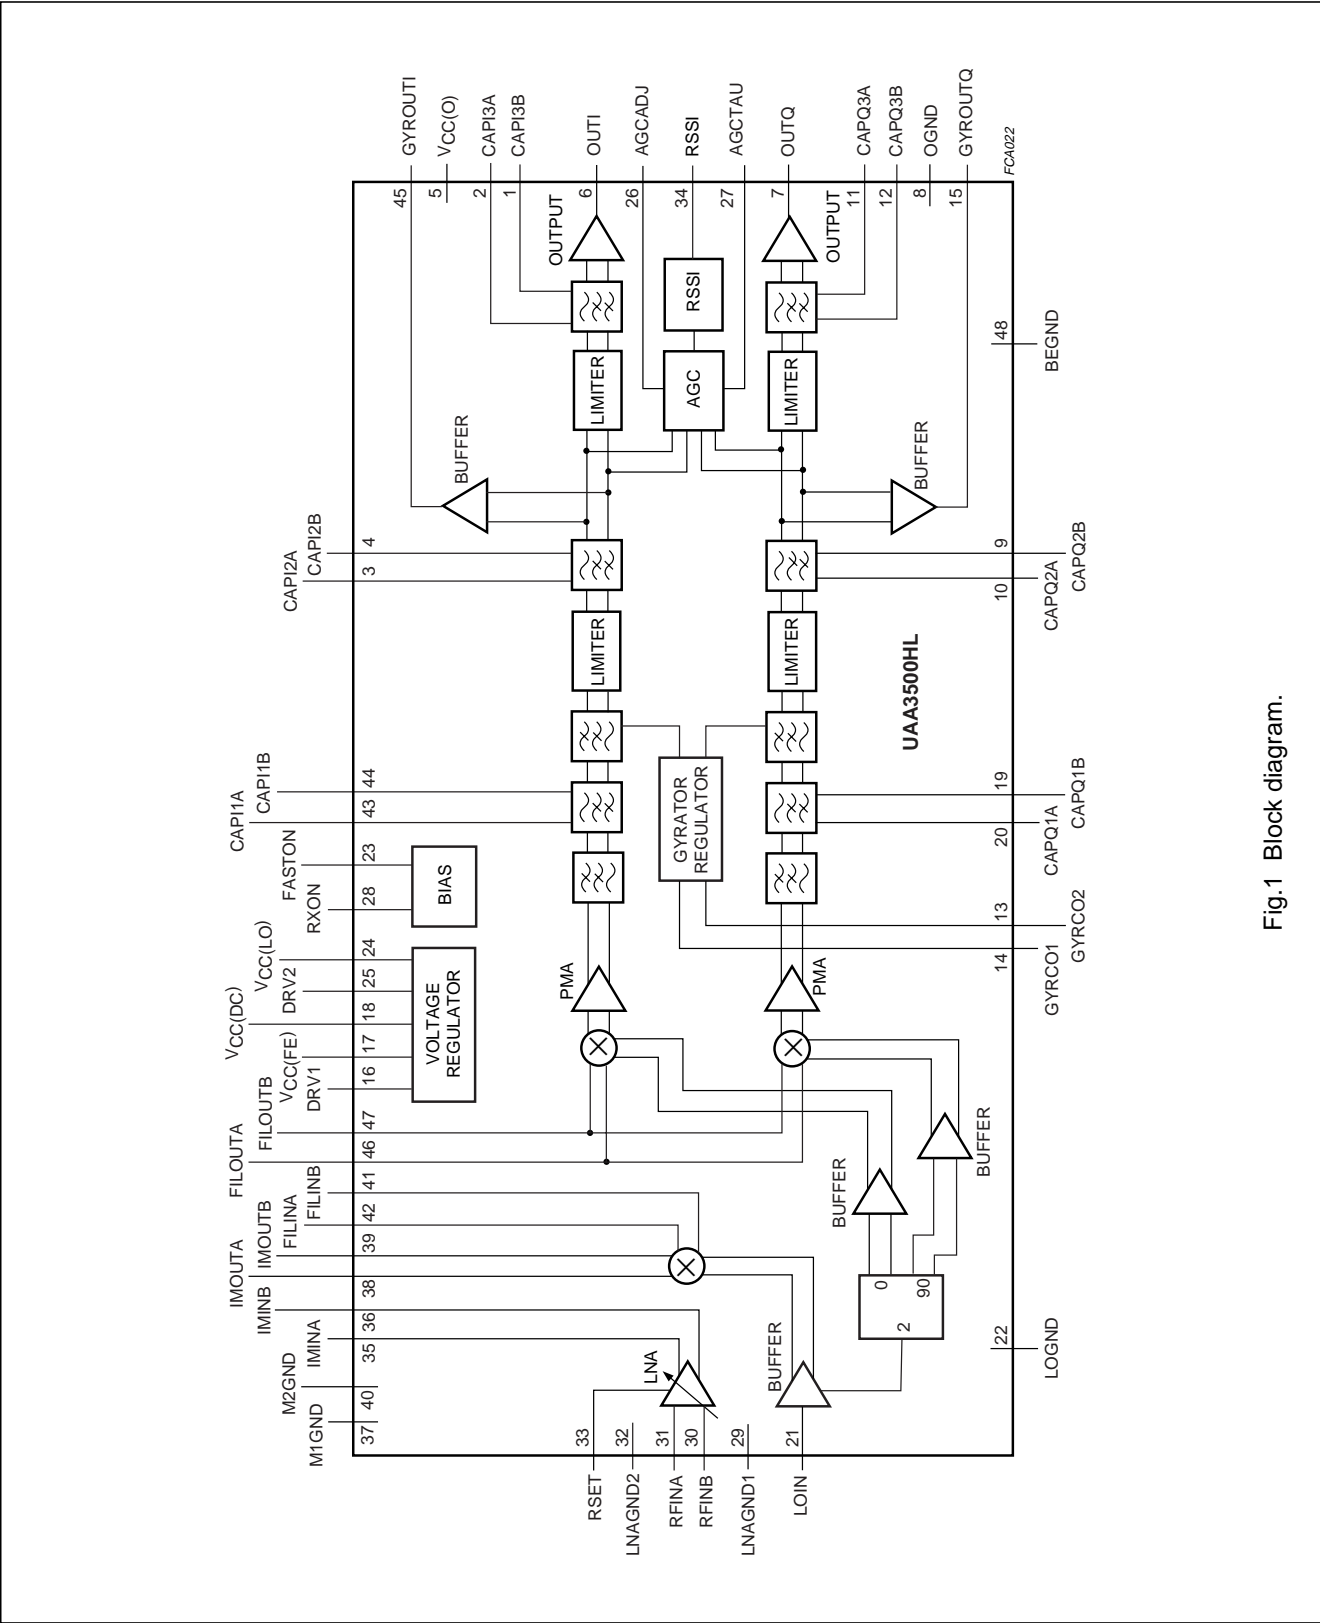 GYROUTI
VCC(O)
CAPI3A
CAPI3B
OUTI
AGCADJ
RSSI
AGCTAU
OUTQ
CAPQ3A
CAPQ3B
OGND
GYROUTQ
FCA022
45
5
2
1
6
26
34
27
7
11
12
8
15
OUTPUT
OUTPUT
RSSI
AGC
LIMITER
LIMITER
48
BEGND
BUFFER
BUFFER
CAPI2A
CAPI2B
3
4
9
10
CAPQ2B
CAPQ2A
LIMITER
LIMITER
UAA3500HL
CAPI1A
CAPI1B
43
44
GYRATOR
REGULATOR
19
20
CAPQ1B
CAPQ1A
FASTON
RXON
23
28
BIAS
13
14
GYRCO2
GYRCO1
VCC(LO)
DRV2
VCC(DC)
VCC(FE)
DRV1
24
25
18
17
16
VOLTAGE
REGULATOR
PMA
PMA
FILOUTB
FILOUTA
47
46
FILINB
FILINA
IMOUTB
IMOUTA
41
42
39
38
BUFFER
BUFFER
0
90
2
IMINB
IMINA
36
35
LNA
BUFFER
22
LOGND
M2GND
M1GND
40
37
33
32
31
30
29
21
RSET
LNAGND2
RFINA
RFINB
LNAGND1
LOIN
Fig.1 Block diagram.